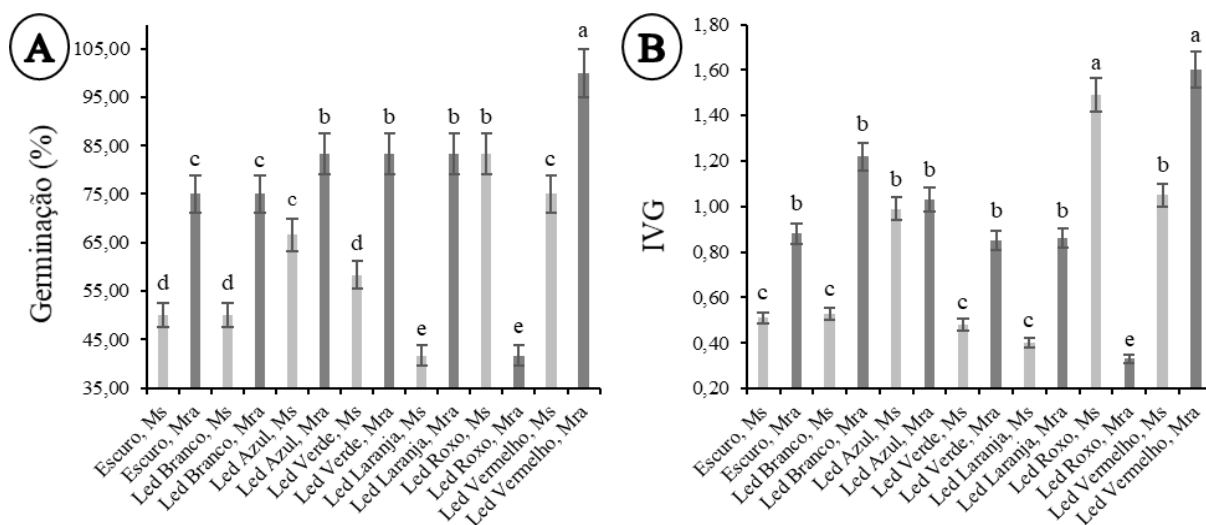 A
Germinação (%)
105,00
95,00
85,00
75,00
65,00
55,00
45,00
35,00
d
c
d
c
c
b
d
b
e
b
b
e
c
a
Escuro, Ms
Escuro, Mra
Led Branco, Ms
Led Branco, Mra
Led Azul, Ms
Led Azul, Mra
Led Verde, Ms
Led Verde, Mra
Led Laranja, Ms
Led Laranja, Mra
Led Roxo, Ms
Led Roxo, Mra
Led Vermelho, Ms
Led Vermelho, Mra
B
IVG
1,80
1,60
1,40
1,20
1,00
0,80
0,60
0,40
0,20
c
b
c
b
b
b
c
b
c
b
a
e
b
a
Escuro, Ms
Escuro, Mra
Led Branco, Ms
Led Branco, Mra
Led Azul, Ms
Led Azul, Mra
Led Verde, Ms
Led Verde, Mra
Led Laranja, Ms
Led Laranja, Mra
Led Roxo, Ms
Led Roxo, Mra
Led Vermelho, Ms
Led Vermelho, Mra